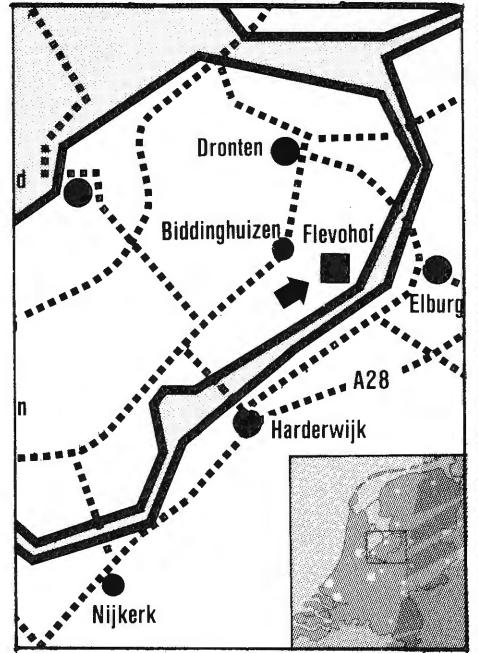 Dronten
d
Biddinghuizen
Flevohof
Elburg
A28
n
Harderwijk
Nijkerk